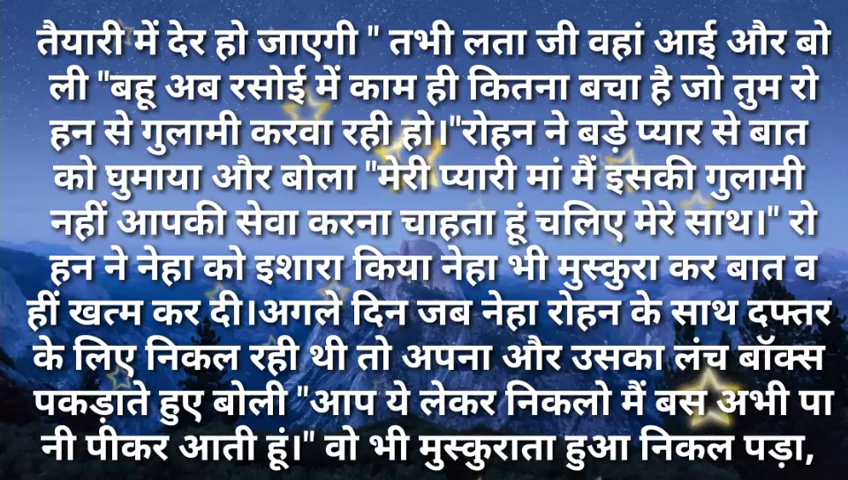 तैयारी में देर हो जाएगी " तभी लता जी वहां आई और बो
ली "बहू अब रसोई में काम ही कितना बचा है जो तुम रो
हन से गुलामी करवा रही हो।"रोहन ने बड़े प्यार से बात
को घुमाया और बोला "मेरी प्यारी मां मैं इसकी गुलामी
नहीं आपकी सेवा करना चाहता हूं चलिए मेरे साथ।" रो
हन ने नेहा को इशारा किया नेहा भी मुस्कुरा कर बात व
हीं खत्म कर दी।अगले दिन जब नेहा रोहन के साथ दफ्तर
के लिए निकल रही थी तो अपना और उसका लंच बॉक्स
पकड़ाते हुए बोली "आप ये लेकर निकलो मैं बस अभी पा
नी पीकर आती हूं।" वो भी मुस्कुराता हुआ निकल पड़ा,